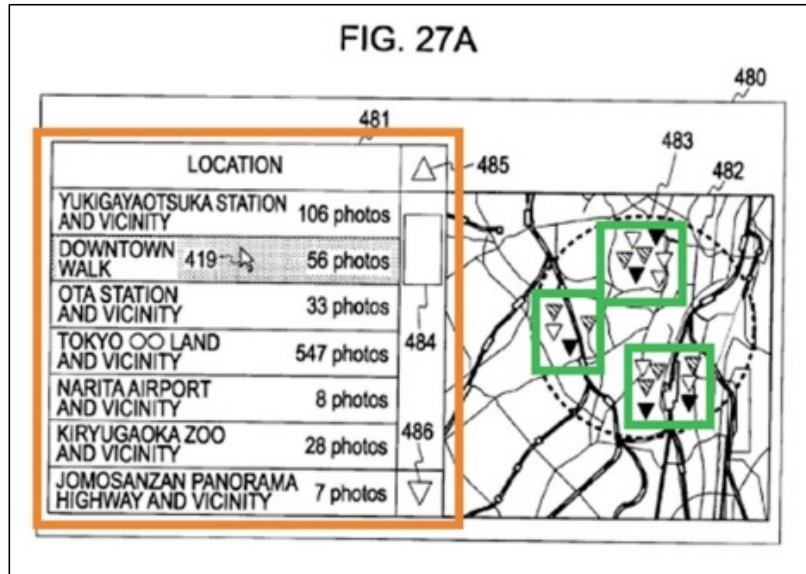 FIG. 27A
480
481
LOCATION
485
483
482
YUKIGAYAOTSUKA STATION
AND VICINITY
106 photos
DOWNTOWN
WALK
419
56 photos
OTA STATION
AND VICINITY
33 photos
484
TOKYO ○○ LAND
AND VICINITY
547 photos
NARITA AIRPORT
AND VICINITY
8 photos
KIRYUGAOKA ZOO
AND VICINITY
28 photos
486
JOMOSANZAN PANORAMA
HIGHWAY AND VICINITY
7 photos